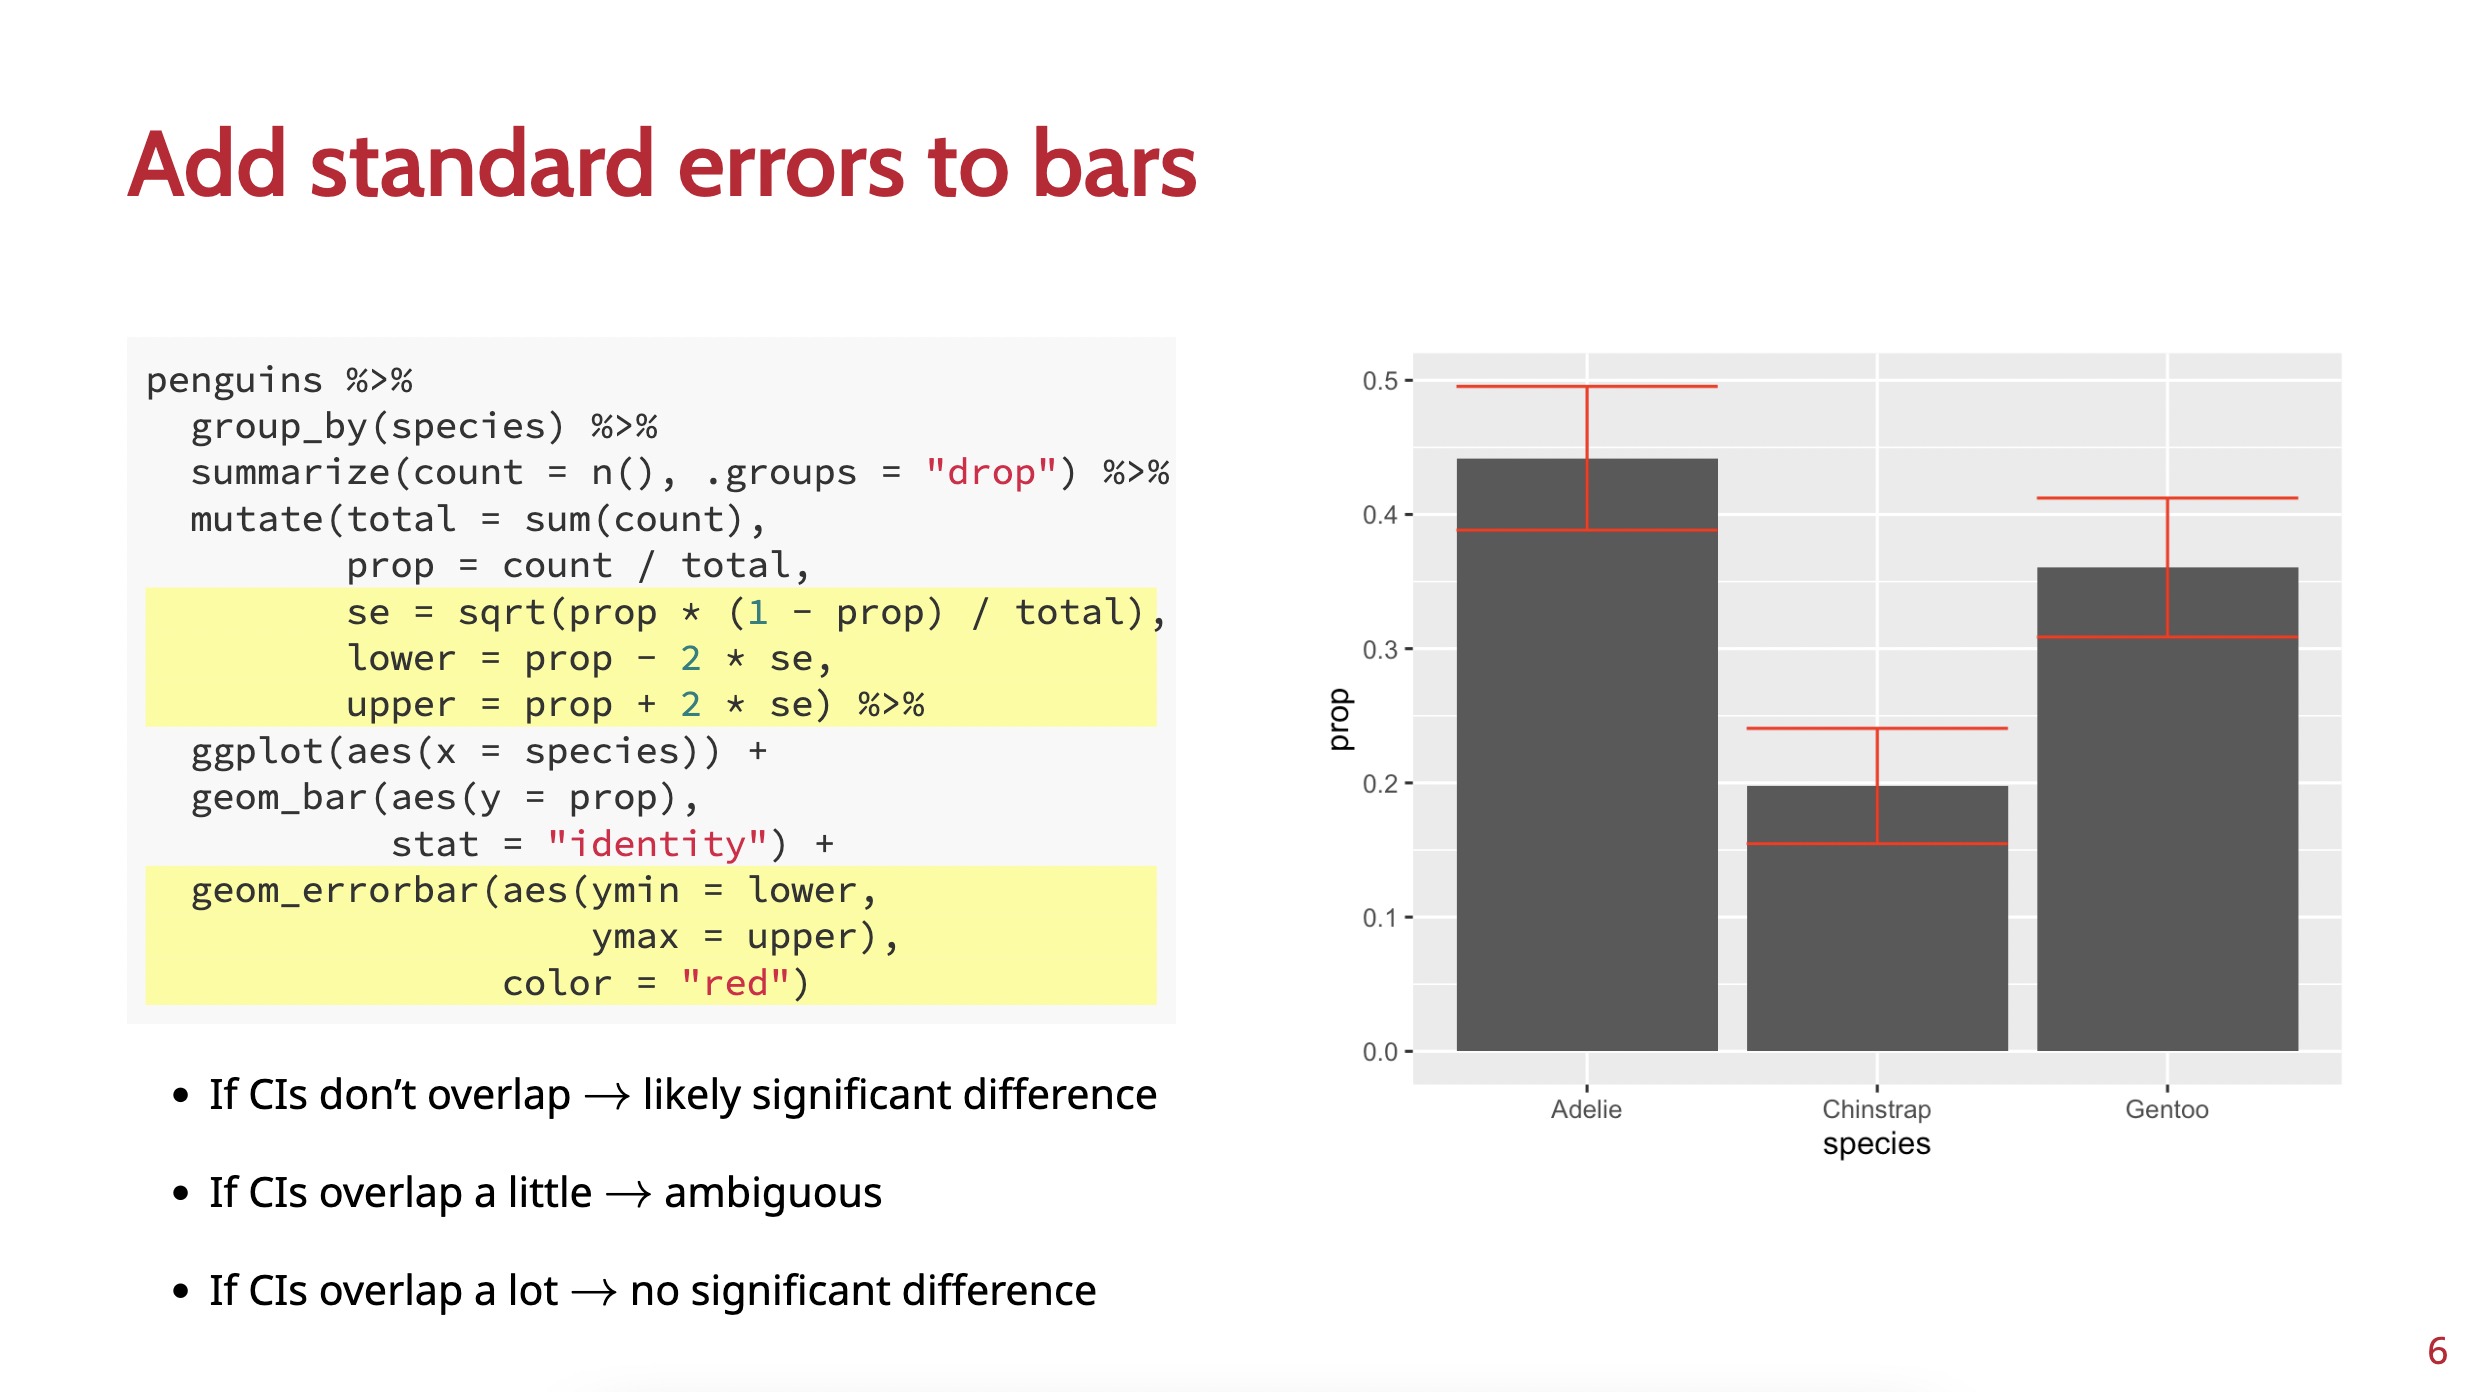 Add standard errors to bars
penguins %>%
  group_by(species) %>%
  summarize(count = n(), .groups = "drop") %>%
  mutate(total = sum(count),
         prop = count / total,
         se = sqrt(prop * (1 - prop) / total),
         lower = prop - 2 * se,
         upper = prop + 2 * se) %>%
  ggplot(aes(x = species)) +
  geom_bar(aes(y = prop),
           stat = "identity") +
  geom_errorbar(aes(ymin = lower,
                    ymax = upper),
                color = "red")
• If CIs don’t overlap → likely significant difference
• If CIs overlap a little → ambiguous
• If CIs overlap a lot → no significant difference
prop
0.5
0.4
0.3
0.2
0.1
0.0
Adelie Chinstrap Gentoo
species
6